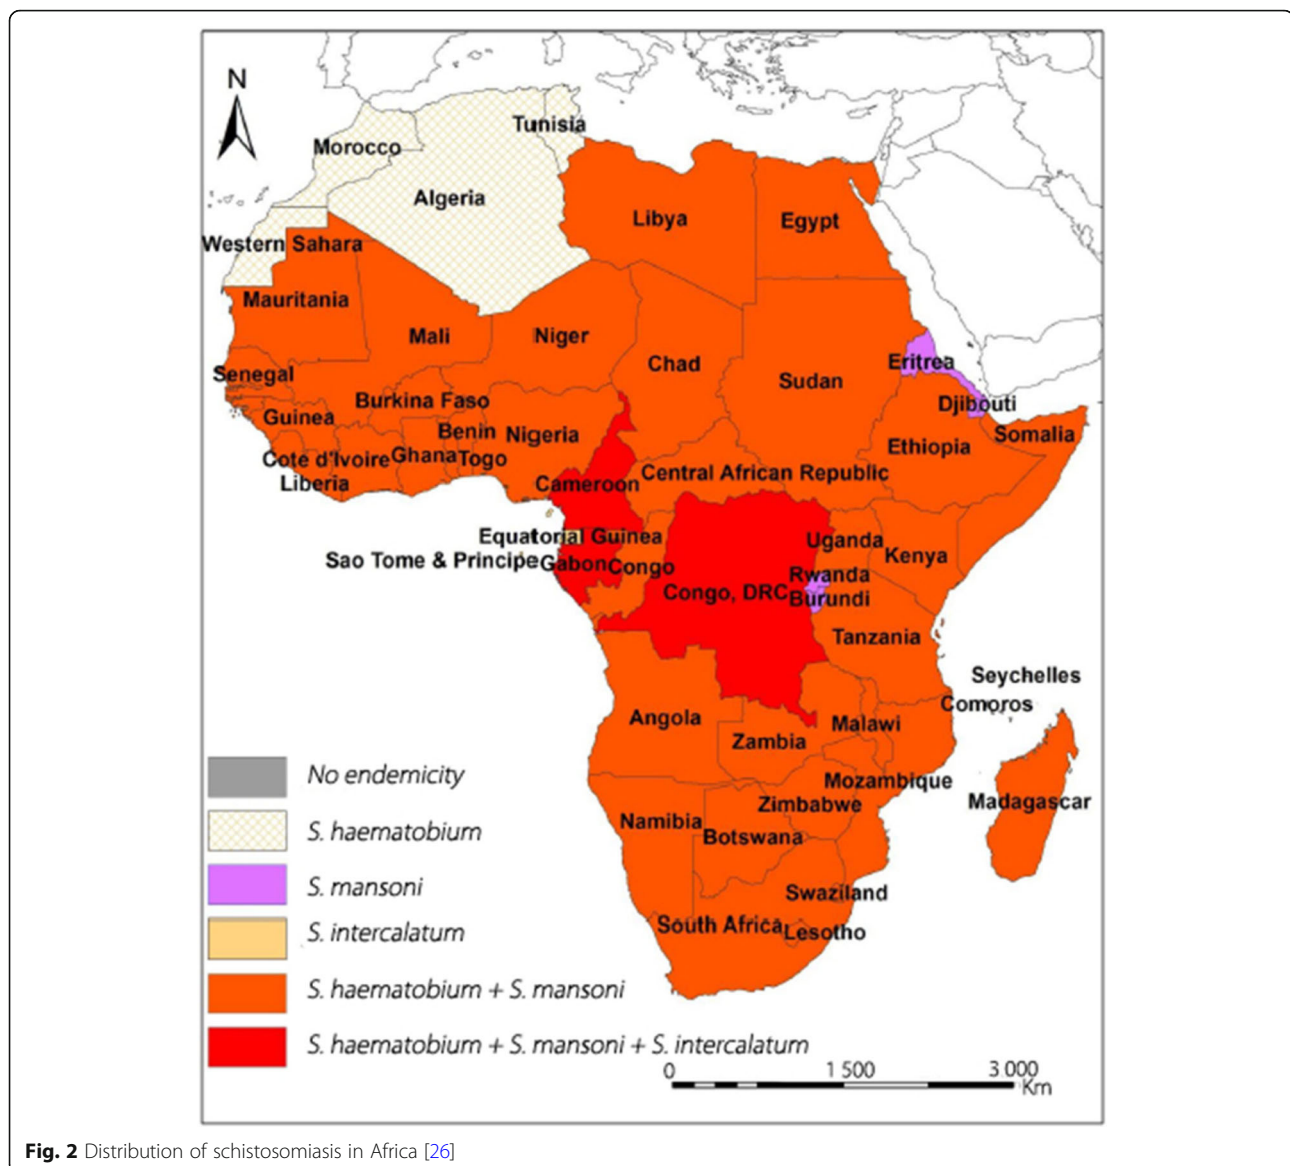 N
Tunisia
Morocco
Algeria
Libya
Egypt
Western Sahara
Mauritania
Mali
Niger
Chad
Sudan
Eritrea
Senegal
Burkina Faso
Djibouti
Guinea
Benin
Nigeria
Somalia
Ethiopia
Cote d'Ivoire
Ghana
Togo
Liberia
Central African Republic
Cameroon
Equatorial Guinea
Uganda
Kenya
Sao Tome & Principe
Gabon
Congo
Rwanda
Congo, DRC
Burundi
Tanzania
Seychelles
Comoros
Angola
Malawi
Zambia
Mozambique
Zimbabwe
Madagascar
Namibia
Botswana
Swaziland
South Africa
Lesotho
No endemicity
S. haematobium
S. mansoni
S. intercalatum
S. haematobium + S. mansoni
S. haematobium + S. mansoni + S. intercalatum
0 1 500 3 000
Km
Fig. 2 Distribution of schistosomiasis in Africa [26]